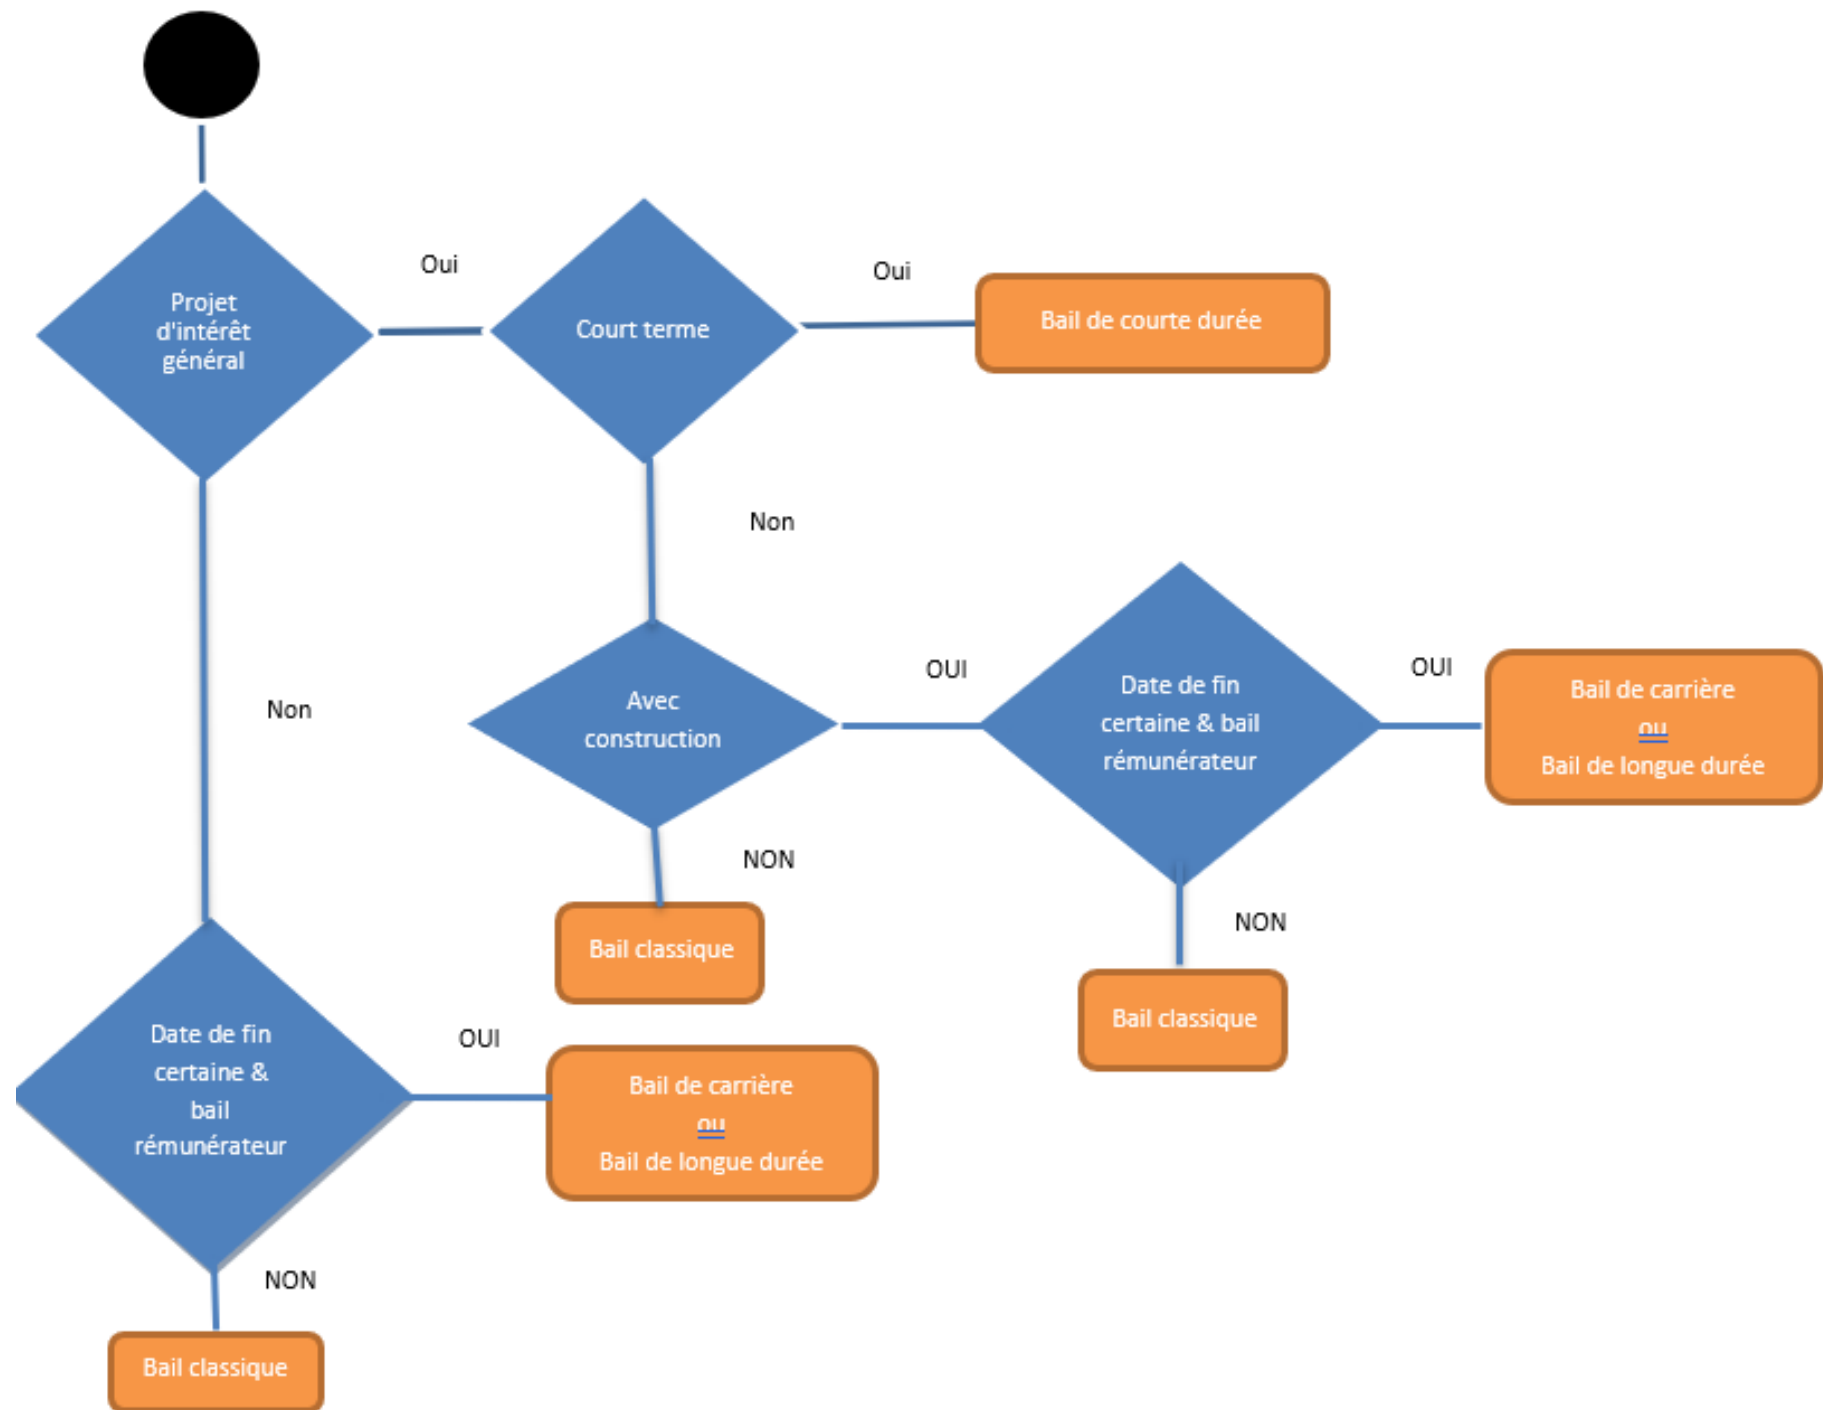 Projet
d'intérêt
général
Oui
Court terme
Oui
Bail de courte durée
Non
Non
Avec
construction
OUI
Date de fin
certaine & bail
rémunérateur
OUI
Bail de carrière
ou
Bail de longue durée
NON
Bail classique
NON
Bail classique
Date de fin
certaine &
bail
rémunérateur
OUI
Bail de carrière
ou
Bail de longue durée
NON
Bail classique